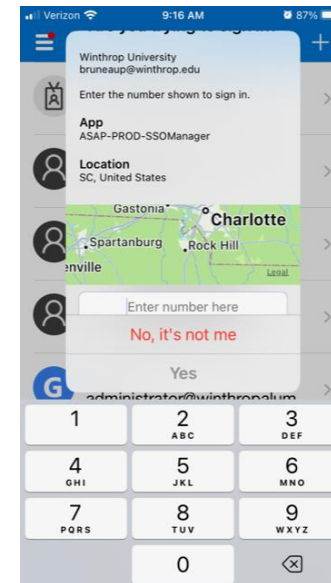 Verizon 9:16 AM 87%
+
Winthrop
University
bruneaup@winthrop.edu
Enter the number shown to sign
in.
App
ASAP-PROD-SSOManager
Location
SC, United States
Gastonia
Charlotte
Spartanburg
Rock Hill
enville
Legal
Enter number here
No, it's not me
Yes
G
administrator@winthropalum
1
2
ABC
3
DEF
4
GHI
5
JKL
6
MNO
7
PQRS
8
TUV
9
WXYZ
0